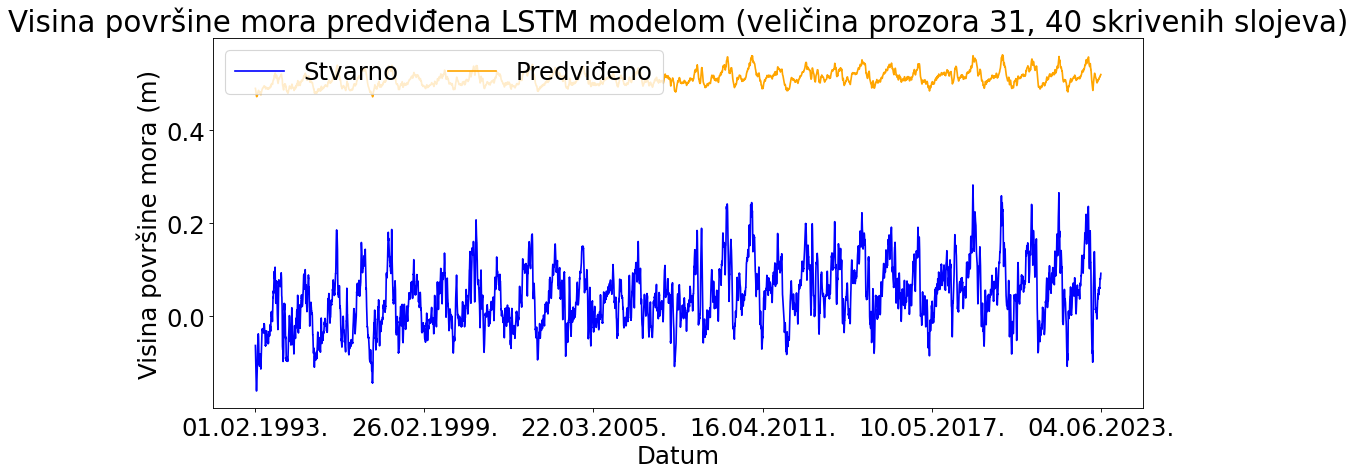 Visina površine mora predviđena LSTM modelom (veličina prozora 31, 40 skrivenih slojeva)
Stvarno Predviđeno
Visina površine mora (m)
0.4
0.2
0.0
01.02.1993. 26.02.1999. 22.03.2005. 16.04.2011. 10.05.2017. 04.06.2023.
Datum